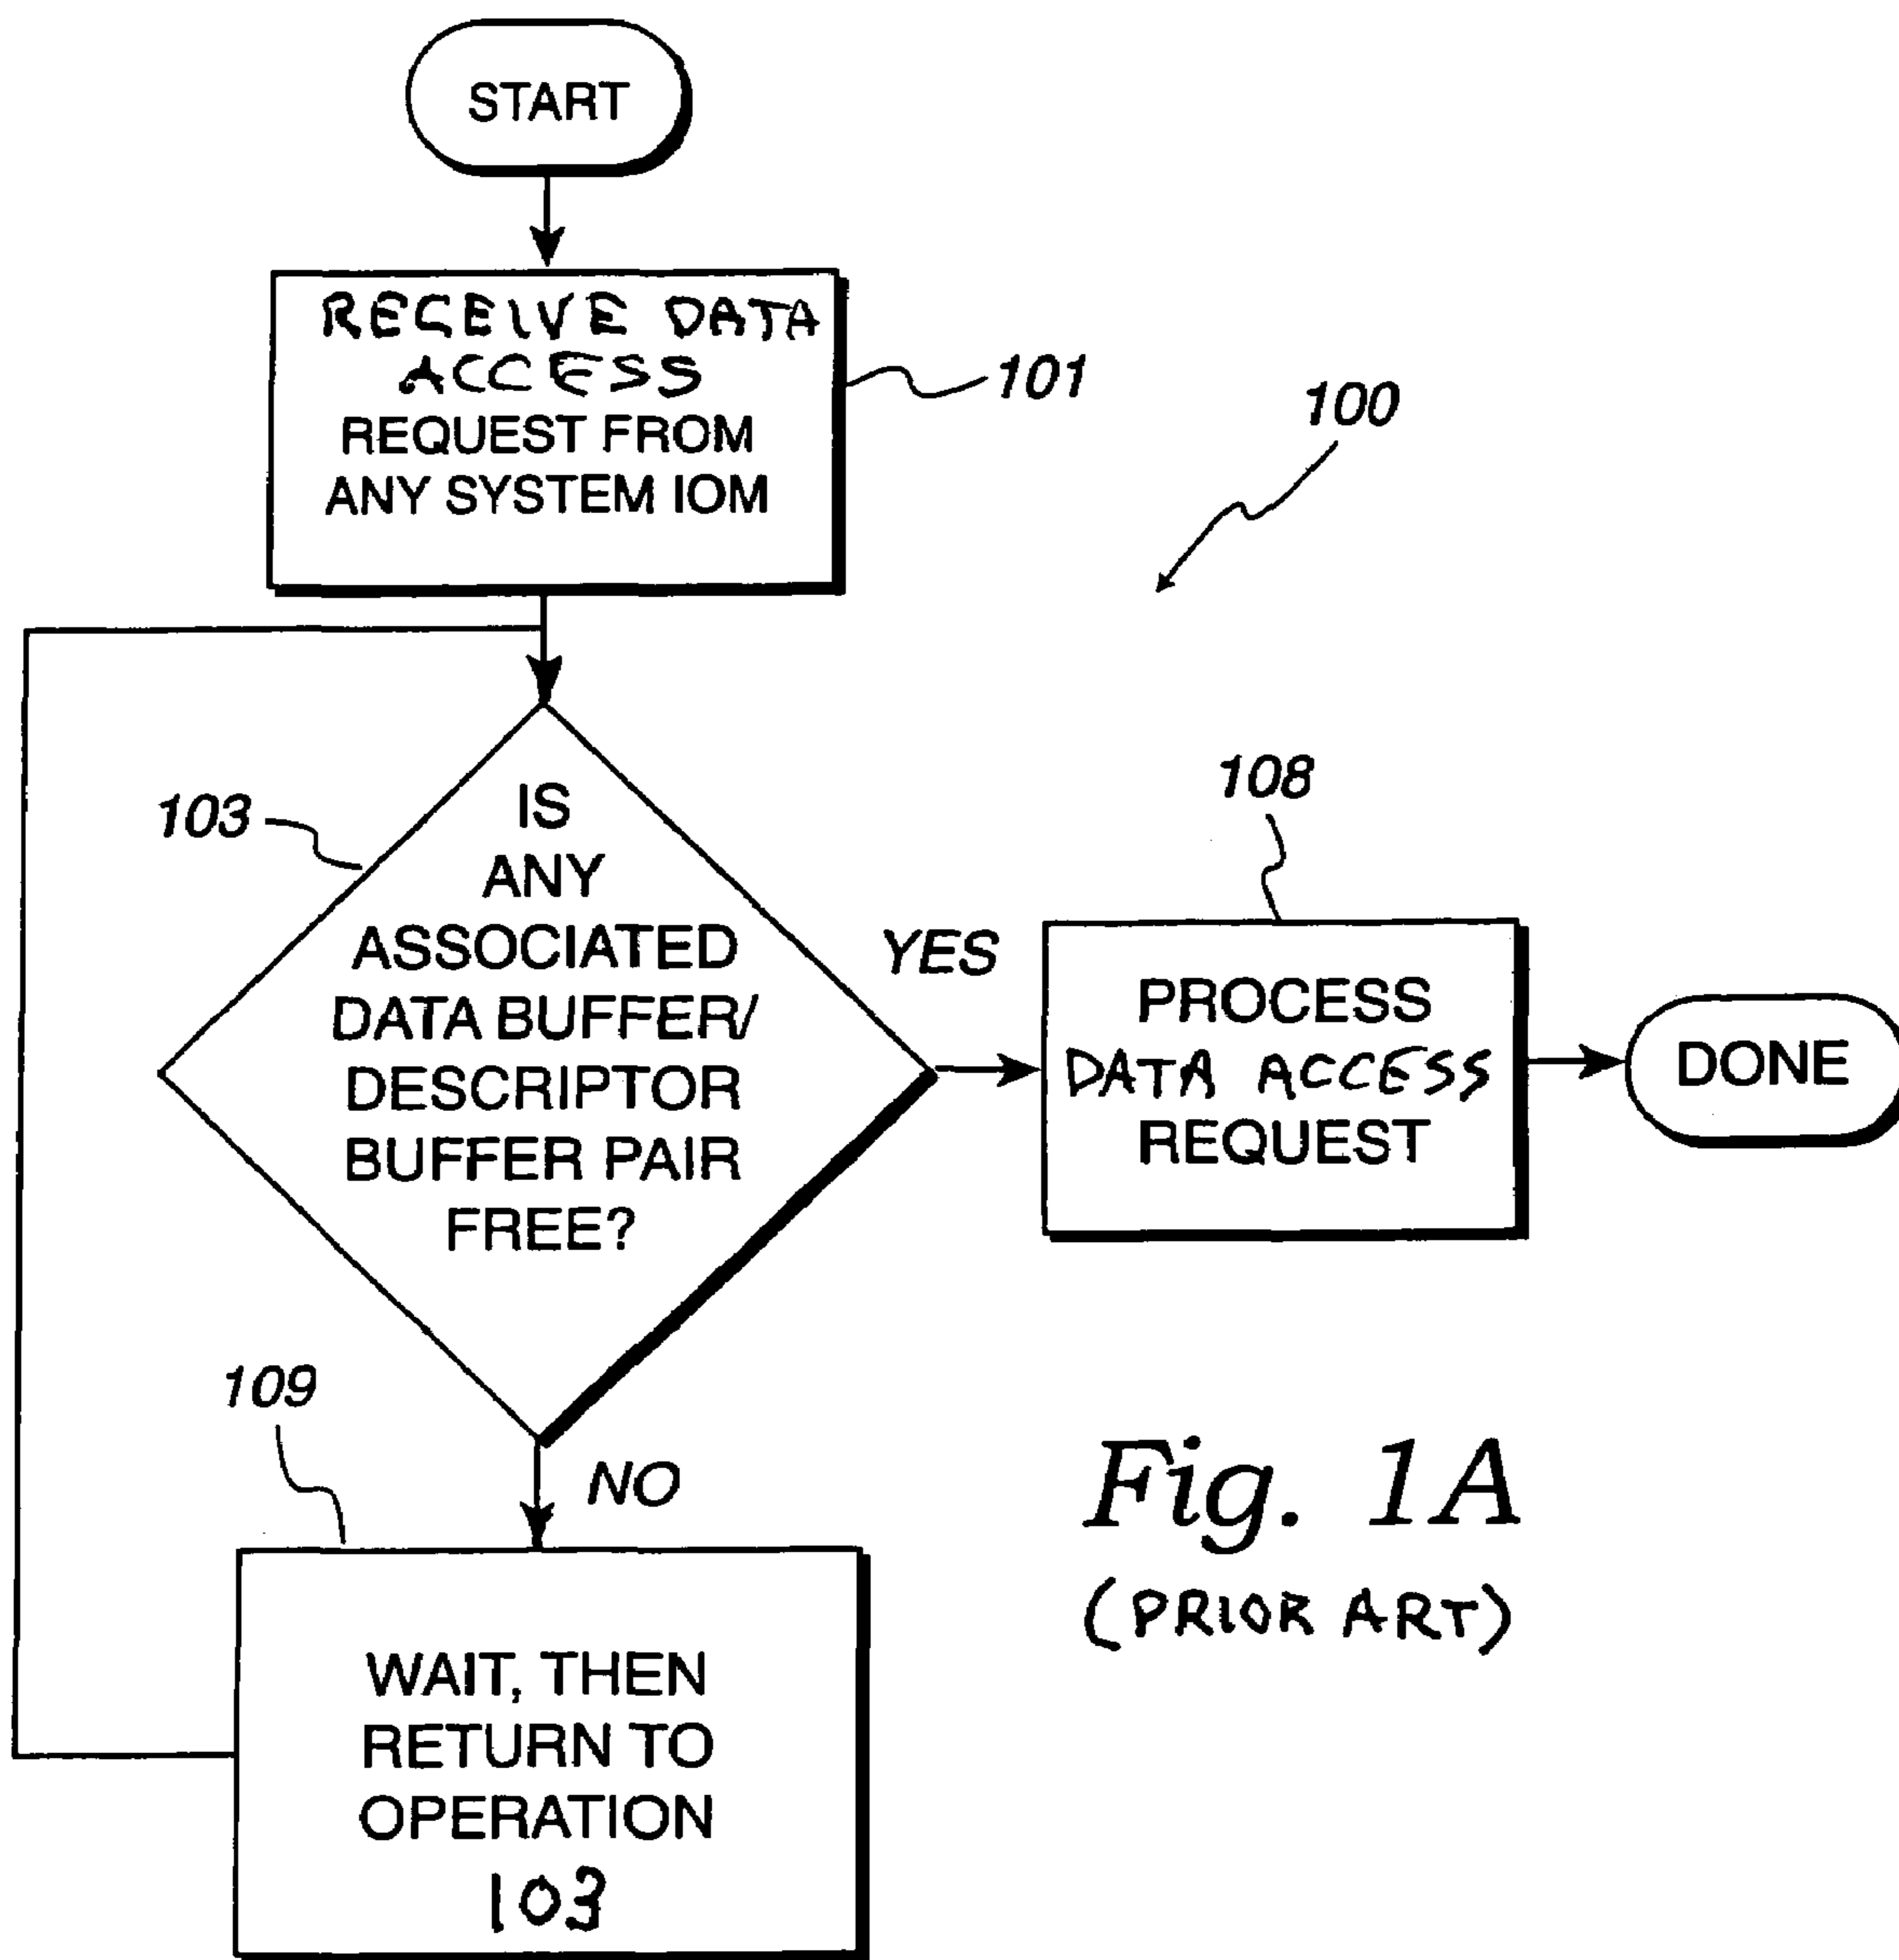 START
RECEIVE DATA
ACCESS
REQUEST FROM
ANY SYSTEM IOM
101
100
103
IS
ANY
ASSOCIATED
DATA BUFFER/
DESCRIPTOR
BUFFER PAIR
FREE?
YES
108
PROCESS
DATA ACCESS
REQUEST
DONE
109
NO
WAIT, THEN
RETURN TO
OPERATION
103
Fig. 1A
(PRIOR ART)